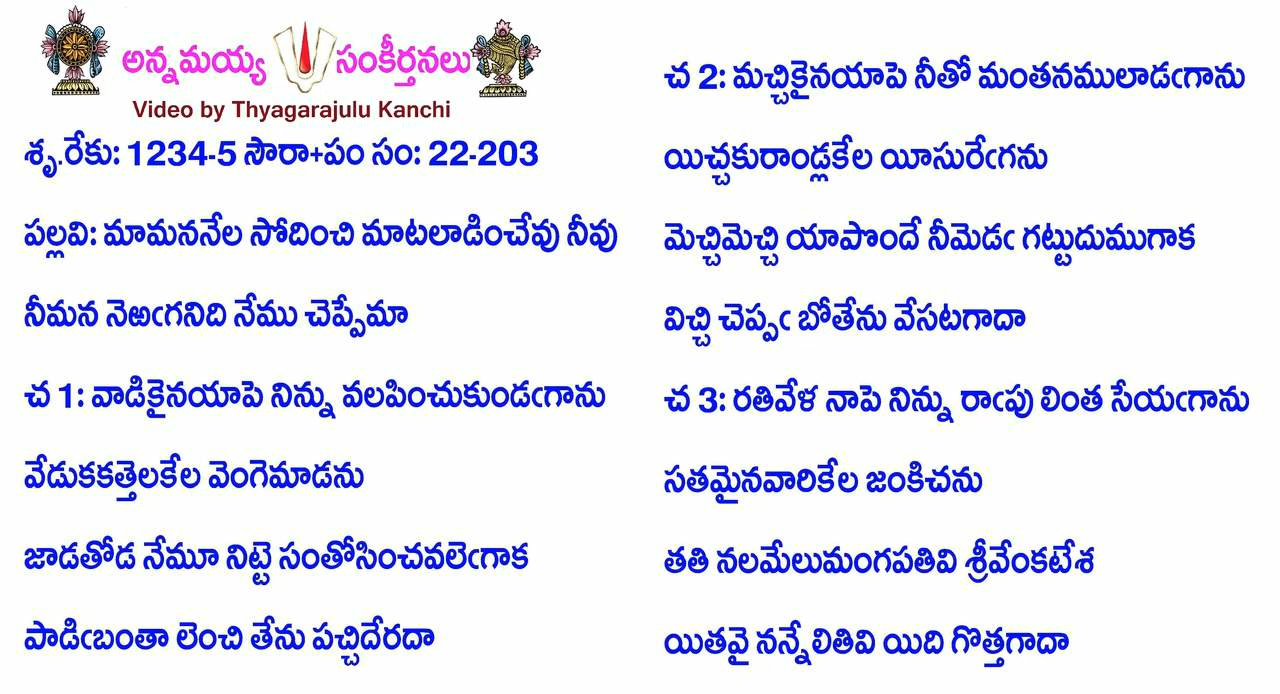 అన్నమయ్య సంకీర్తనలు
Video by Thyagarajulu Kanchi
శృ.రేకు: 1234-5 సౌరా+పం సం: 22-203
పల్లవి: మామననేల సోదించి మాటలాడించేవు నీవు
నీమన నెఱఁగనిది నేము చెప్పేమా
చ 1: వాడికైనయాపె నిన్ను వలపించుకుండఁగాను
వేడుకకత్తెలకేల వెంగెమాడను
జాడతోడ నేమూ నిట్టె సంతోసించవలెఁగాక
పాడిఁబంతా లెంచి తేను పచ్చిదేరదా
చ 2: మచ్చికైనయాపె నీతో మంతనములాడఁగాను
యిచ్చకురాండ్లకేల యీసురేఁగను
మెచ్చిమెచ్చి యాపొందే నీమెడఁ గట్టుదుముగాక
విచ్చి చెప్పఁ బోతేను వేసటగాదా
చ 3: రతివేళ నాపె నిన్ను రాఁపు లింత సేయఁగాను
సతమైనవారికేల జంకించను
తతి నలమేలుమంగపతివి శ్రీవేంకటేశ
యితవై నన్నేలితివి యిది గొత్తగాదా